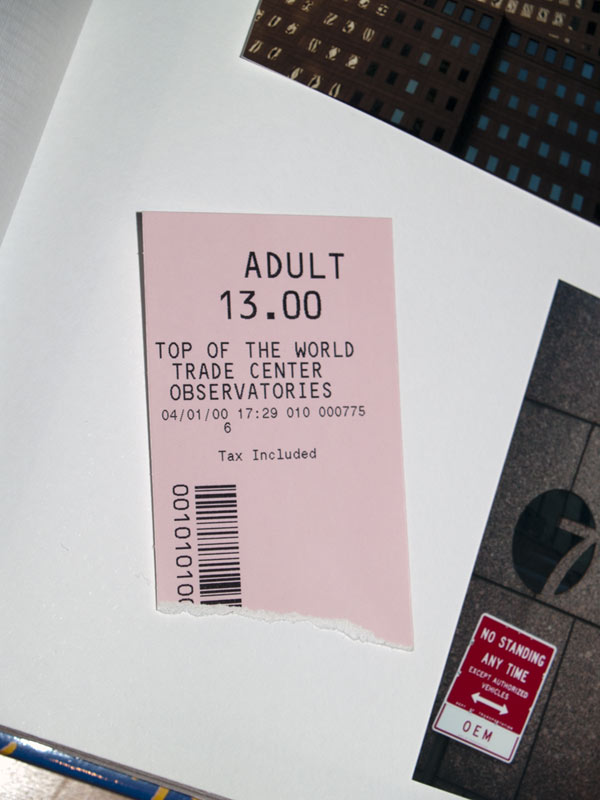 ADULT
13.00
TOP OF THE WORLD
TRADE CENTER
OBSERVATORIES
04/01/00 17:29 010 000775
6
Tax Included
00101010
7
NO STANDING
ANY TIME
EXCEPT AUTHORIZED
VEHICLES
OEM